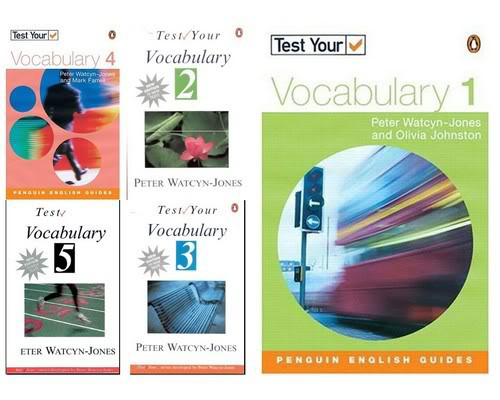 Test Your
Vocabulary 4
Peter Watcyn-Jones
and Mark Farrell
PENGUIN ENGLISH GUIDES
Test Your
Vocabulary
2
PETER WATCYN-JONES
Test
Vocabulary
5
ETER WATCYN-JONES
Test Your
Vocabulary
3
PETER WATCYN-JONES
Test Your
Vocabulary 1
Peter Watcyn-Jones
and Olivia Johnston
PENGUIN ENGLISH GUIDES